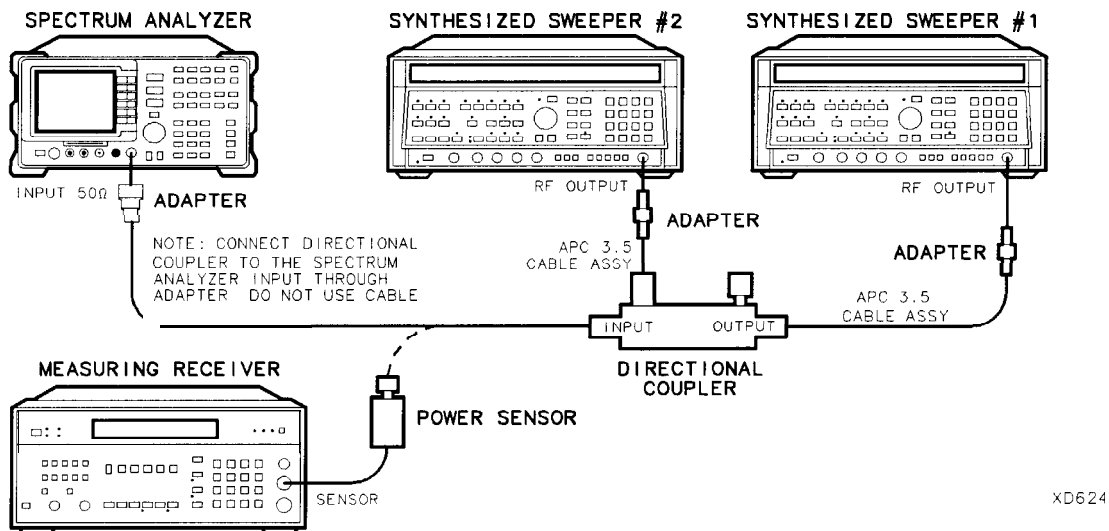 SPECTRUM ANALYZER
SYNTHESIZED SWEEPER #2
SYNTHESIZED SWEEPER #1
INPUT 50Ω
ADAPTER
RF OUTPUT
ADAPTER
RF OUTPUT
ADAPTER
NOTE: CONNECT DIRECTIONAL
COUPLER TO THE SPECTRUM
ANALYZER INPUT THROUGH
ADAPTER DO NOT USE CABLE
APC 3.5
CABLE ASSY
APC 3.5
CABLE ASSY
INPUT
OUTPUT
DIRECTIONAL
COUPLER
MEASURING RECEIVER
POWER SENSOR
SENSOR
XD624